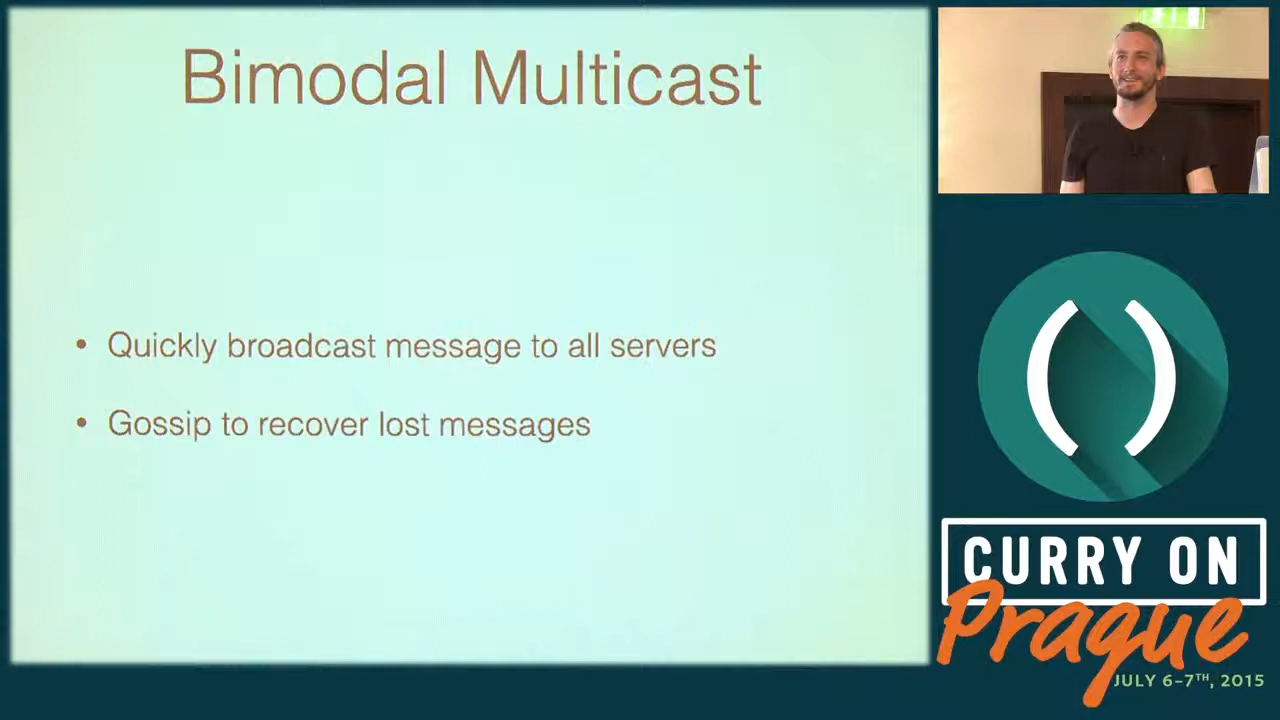 Bimodal Multicast
• Quickly broadcast message to all servers
• Gossip to recover lost messages
CURRY ON
Prague
JULY 6-7TH, 2015